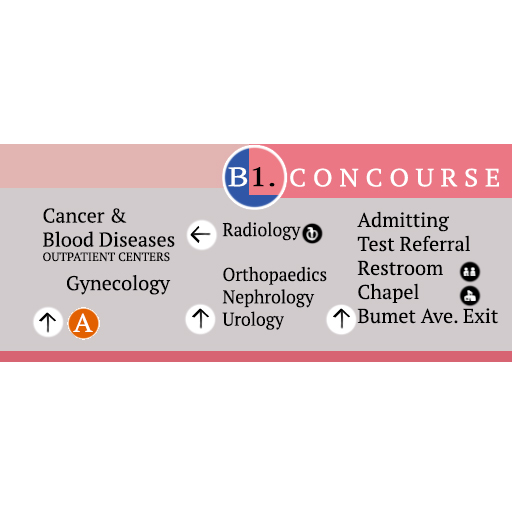 B1. CONCOURSE
Cancer &
Blood Diseases
OUTPATIENT CENTERS
Gynecology
A
Radiology
Orthopaedics
Nephrology
Urology
Admitting
Test Referral
Restroom
Chapel
Bumet Ave. Exit